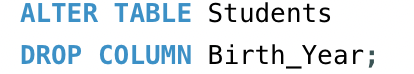 ALTER TABLE Students
DROP COLUMN Birth_Year;